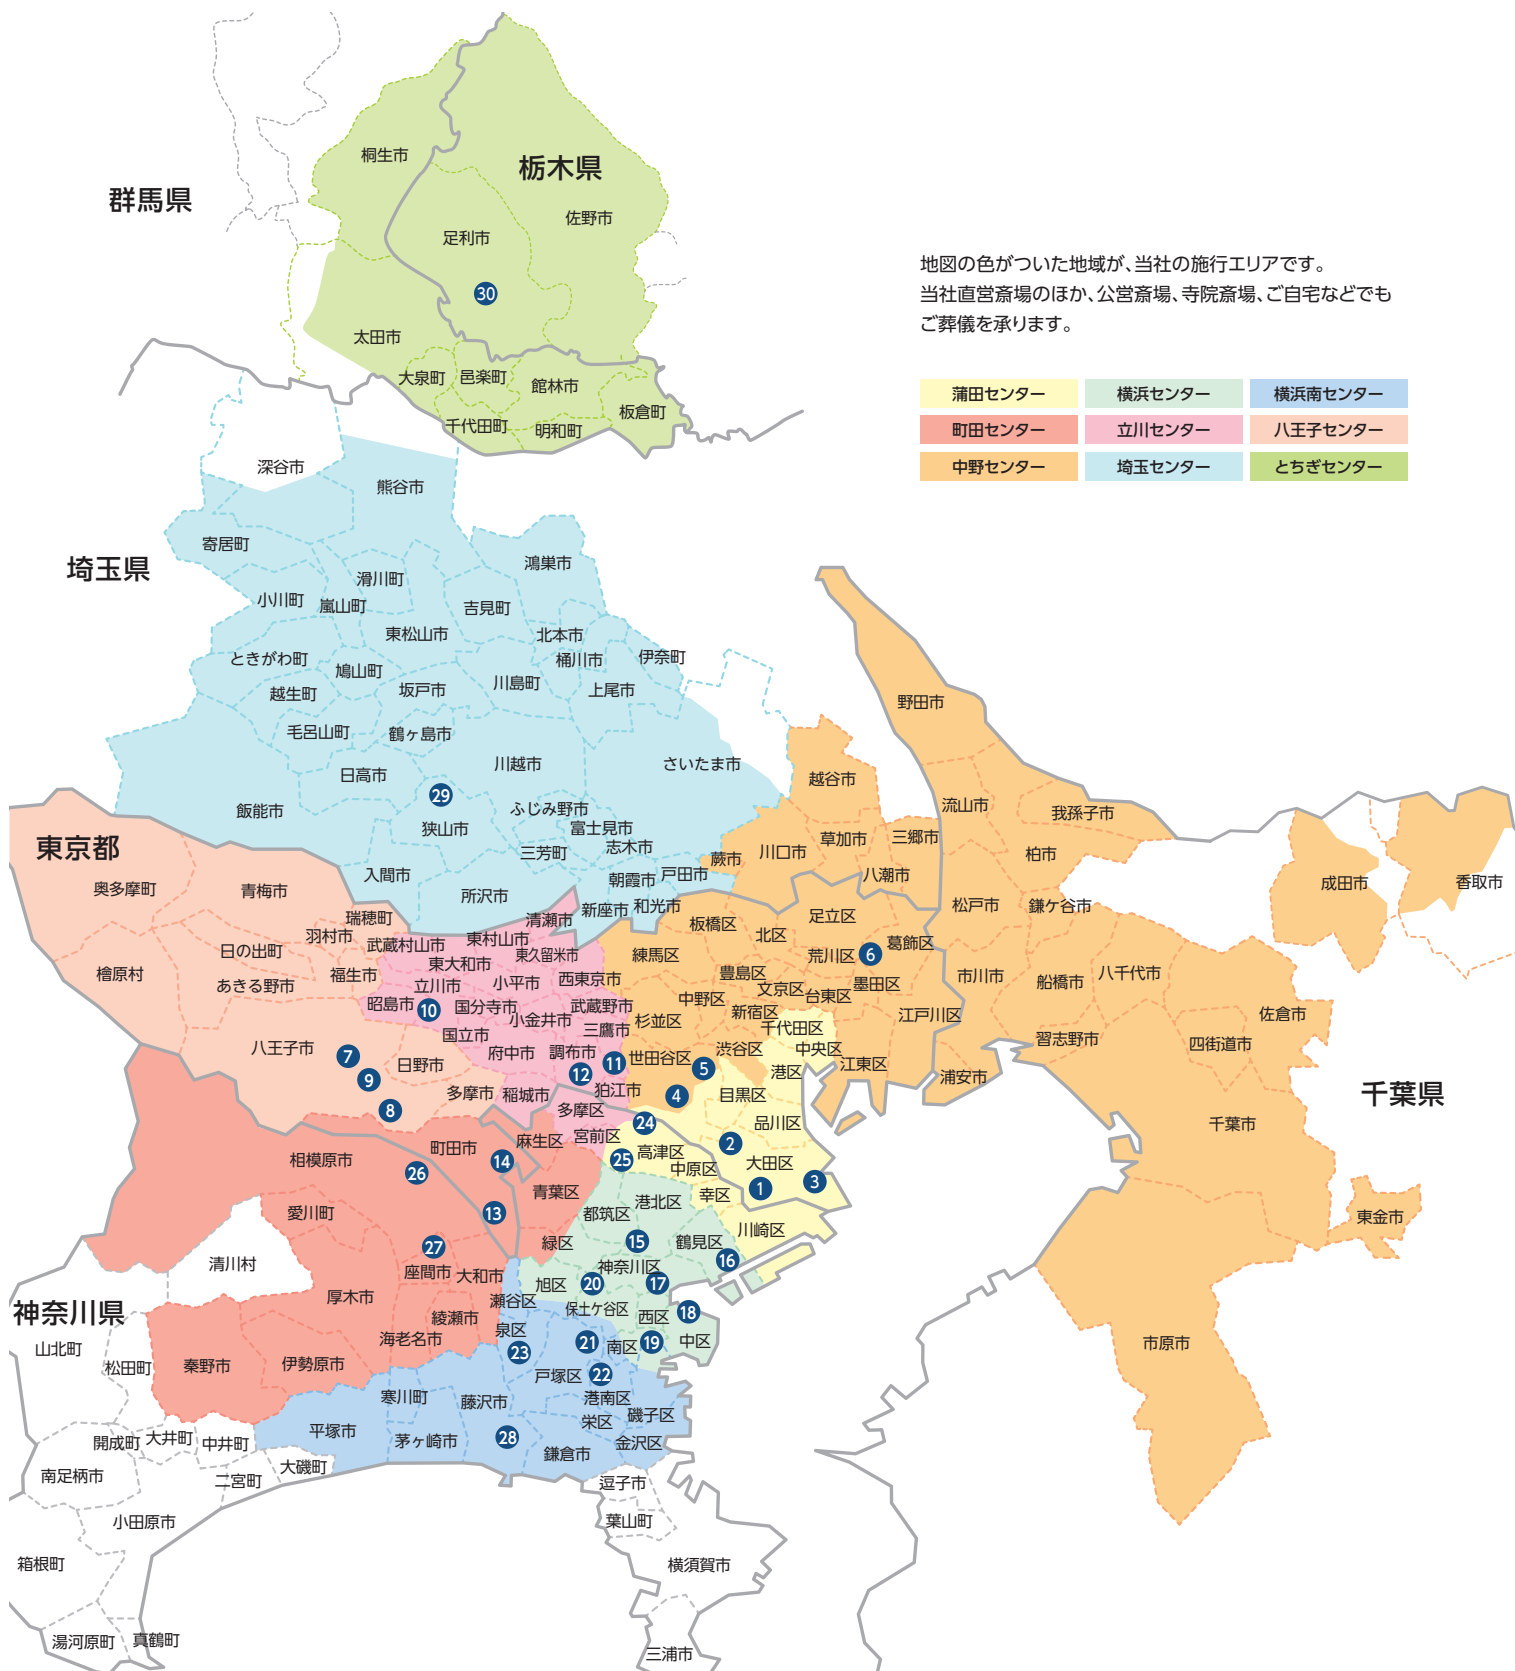 群馬県
栃木県
桐生市
足利市
佐野市
30
太田市
大泉町
邑楽町
館林市
板倉町
千代田町
明和町
地図の色がついた地域が、当社の施行エリアです。
当社直営斎場のほか、公営斎場、寺院斎場、ご自宅などでも
ご葬儀を承ります。
蒲田センター
横浜センター
横浜南センター
町田センター
立川センター
八王子センター
中野センター
埼玉センター
とちぎセンター
埼玉県
深谷市
熊谷市
寄居町
鴻巣市
滑川町
小川町
嵐山町
吉見町
東松山市
北本市
桶川市
伊奈町
ときがわ町
鳩山町
川島町
上尾市
越生町
坂戸市
毛呂山町
鶴ヶ島市
日高市
川越市
さいたま市
29
飯能市
ふじみ野市
狭山市
富士見市
三芳町
志木市
入間市
所沢市
朝霞市
戸田市
新座市
和光市
蕨市
川口市
越谷市
草加市
三郷市
八潮市
野田市
流山市
我孫子市
柏市
松戸市
鎌ヶ谷市
市川市
船橋市
八千代市
習志野市
浦安市
佐倉市
四街道市
千葉市
成田市
香取市
千葉県
東金市
市原市
東京都
奥多摩町
青梅市
瑞穂町
羽村市
日の出町
檜原村
あきる野市
福生市
八王子市
7
9
8
日野市
多摩市
清瀬市
武蔵村山市
東村山市
東久留米市
東大和市
立川市
小平市
西東京市
昭島市
10
国分寺市
武蔵野市
小金井市
国立市
三鷹市
府中市
調布市
11
12
狛江市
稲城市
板橋区
北区
足立区
葛飾区
練馬区
荒川区
6
豊島区
文京区
台東区
墨田区
中野区
新宿区
江戸川区
杉並区
千代田区
渋谷区
中央区
世田谷区
5
港区
江東区
4
目黒区
品川区
2
大田区
1
3
多摩区
宮前区
24
高津区
25
中原区
幸区
川崎区
麻生区
町田市
14
相模原市
26
青葉区
13
緑区
愛川町
清川村
27
座間市
大和市
厚木市
綾瀬市
海老名市
秦野市
伊勢原市
港北区
都筑区
15
鶴見区
16
神奈川区
旭区
20
17
瀬谷区
保土ケ谷区
西区
18
泉区
21
南区
19
中区
23
戸塚区
22
港南区
栄区
磯子区
金沢区
神奈川県
山北町
松田町
寒川町
藤沢市
平塚市
茅ヶ崎市
28
鎌倉市
開成町
大井町
中井町
南足柄市
二宮町
大磯町
逗子市
小田原市
葉山町
箱根町
横須賀市
湯河原町
真鶴町
三浦市